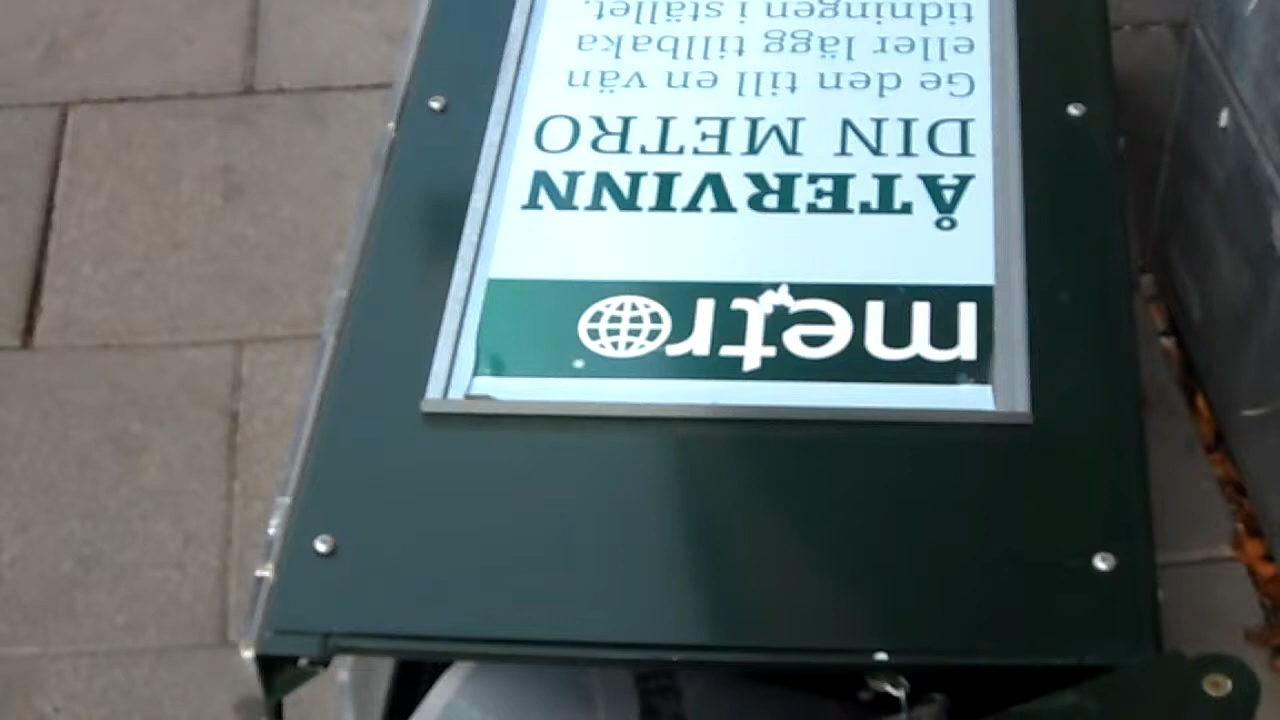 metro
ÅTERVINN
DIN METRO
Ge den till en vän
eller lägg tillbaka
tidningen i stället.